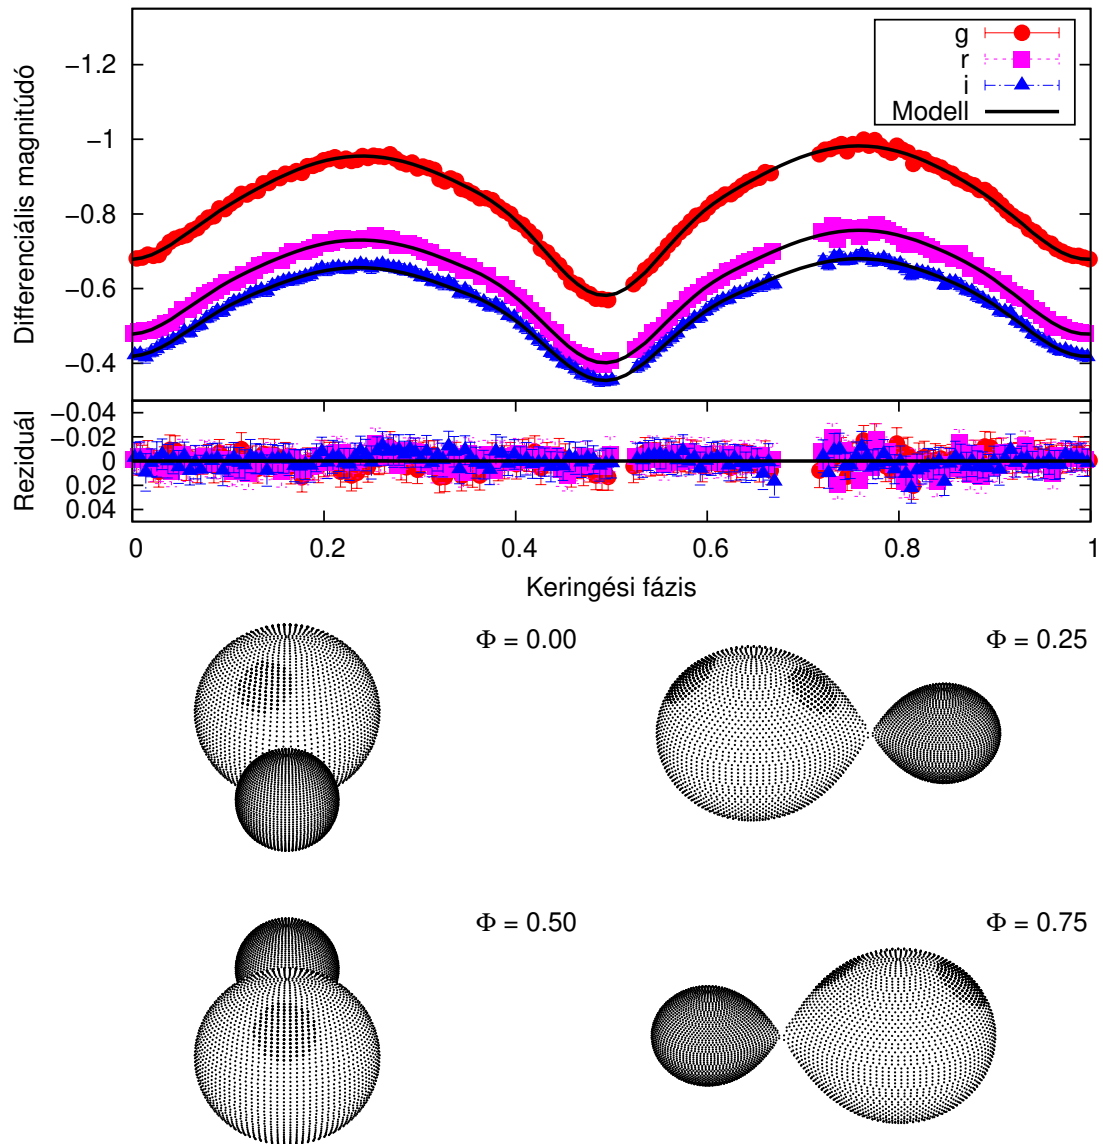 Differenciális magnitúdó
−1.2
−1
−0.8
−0.6
−0.4
g
r
i
Modell
Reziduál
−0.04
−0.02
0
0.02
0.04
0
0.2
0.4
0.6
0.8
1
Keringési fázis
Φ = 0.00
Φ = 0.25
Φ = 0.50
Φ = 0.75